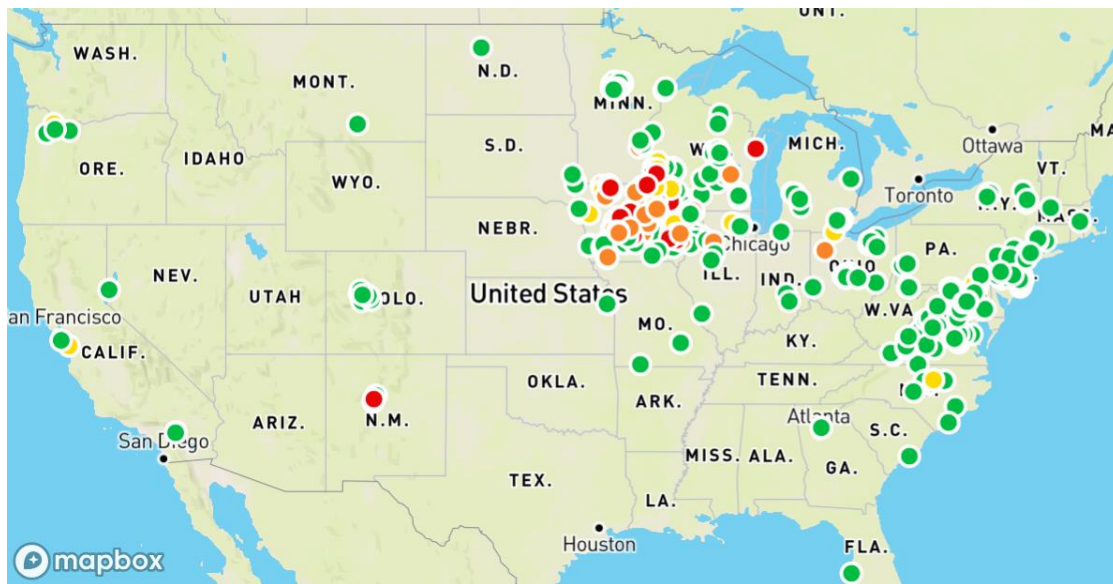 ONT.
WASH.
MONT.
N.D.
MINN.
MICH.
Ottawa
VT.
ORE.
IDAHO
S.D.
Toronto
WYO.
MASS.
NEBR.
Chicago
PA.
NEV.
UTAH
United States
ILL.
IND.
OHIO
W.VA
an Francisco
CALIF.
MO.
KY.
OKLA.
TENN.
ARIZ.
N.M.
ARK.
Atlanta
S.C.
San Diego
MISS.
ALA.
GA.
TEX.
LA.
Houston
FLA.
mapbox